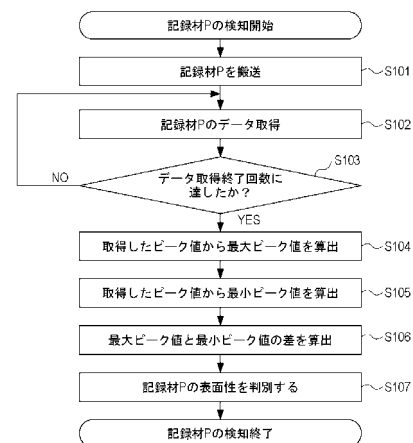 記録材Pの検知開始
記録材Pを搬送
S101
記録材Pのデータ取得
S102
S103
データ取得終了回数に
達したか？
NO
YES
取得したピーク値から最大ピーク値を算出
S104
取得したピーク値から最小ピーク値を算出
S105
最大ピーク値と最小ピーク値の差を算出
S106
記録材Pの表面性を判別する
S107
記録材Pの検知終了